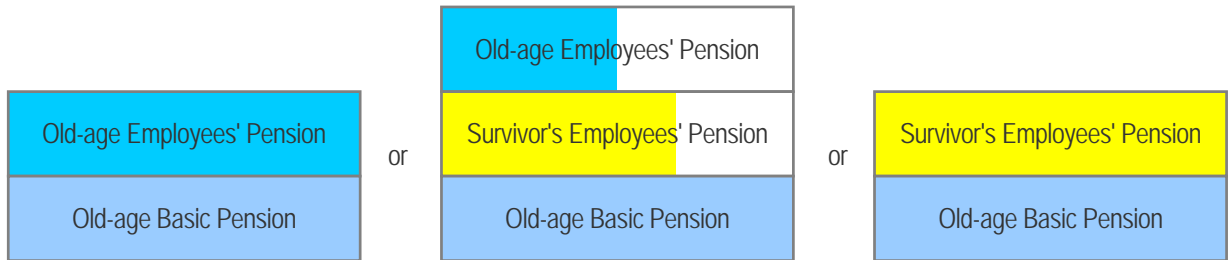 Old-age Employees' Pension
Old-age Basic Pension
or
Old-age Employees' Pension
Survivor's Employees' Pension
Old-age Basic Pension
or
Survivor's Employees' Pension
Old-age Basic Pension